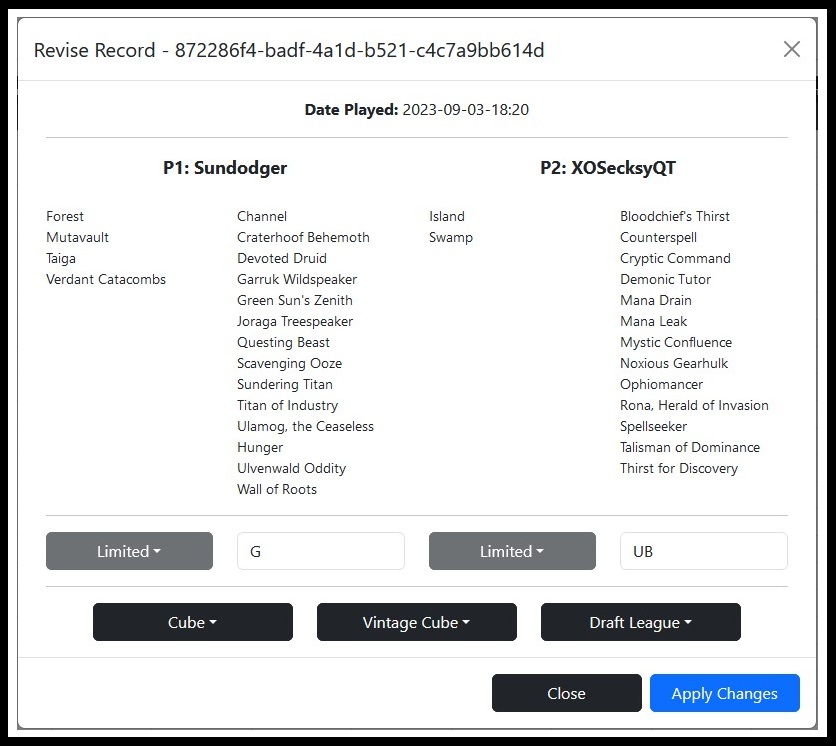 Revise Record - 872286f4-badf-4a1d-b521-c4c7a9bb614d
Date Played: 2023-09-03-18:20
P1: Sundodger
Forest
Mutavault
Taiga
Verdant Catacombs
Channel
Craterhoof Behemoth
Devoted Druid
Garruk Wildspeaker
Green Sun's Zenith
Joraga Treespeaker
Questing Beast
Scavenging Ooze
Sundering Titan
Titan of Industry
Ulamog, the Ceaseless
Hunger
Ulvenwald Oddity
Wall of Roots
P2: XOSecksyQT
Island
Swamp
Bloodchief's Thirst
Counterspell
Cryptic Command
Demonic Tutor
Mana Drain
Mana Leak
Mystic Confluence
Noxious Gearhulk
Ophiomancer
Rona, Herald of Invasion
Spellseeker
Talisman of Dominance
Thirst for Discovery
Limited
G
Limited
UB
Cube
Vintage Cube
Draft League
Close
Apply Changes